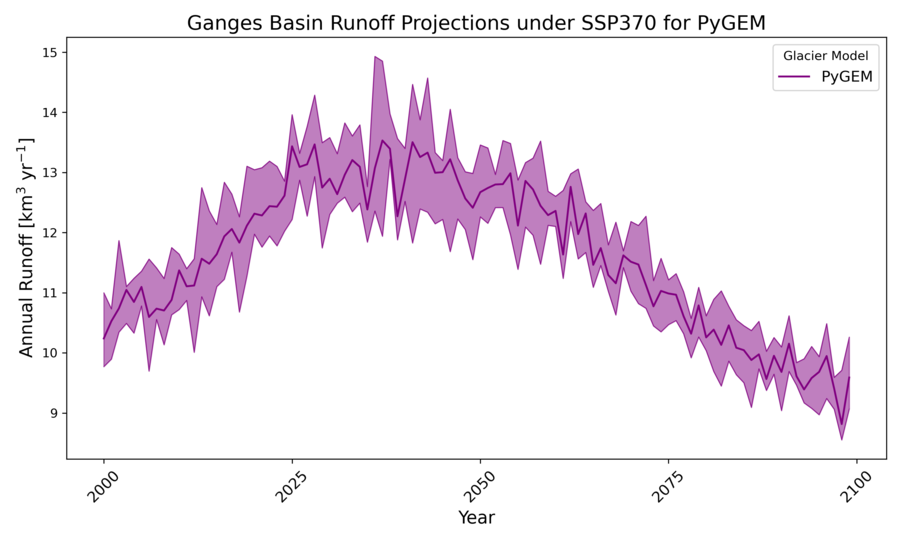 Ganges Basin Runoff Projections under SSP370 for PyGEM
Glacier Model
PyGEM
Annual Runoff [km³ yr⁻¹]
15
14
13
12
11
10
9
2000
2025
2050
2075
2100
Year